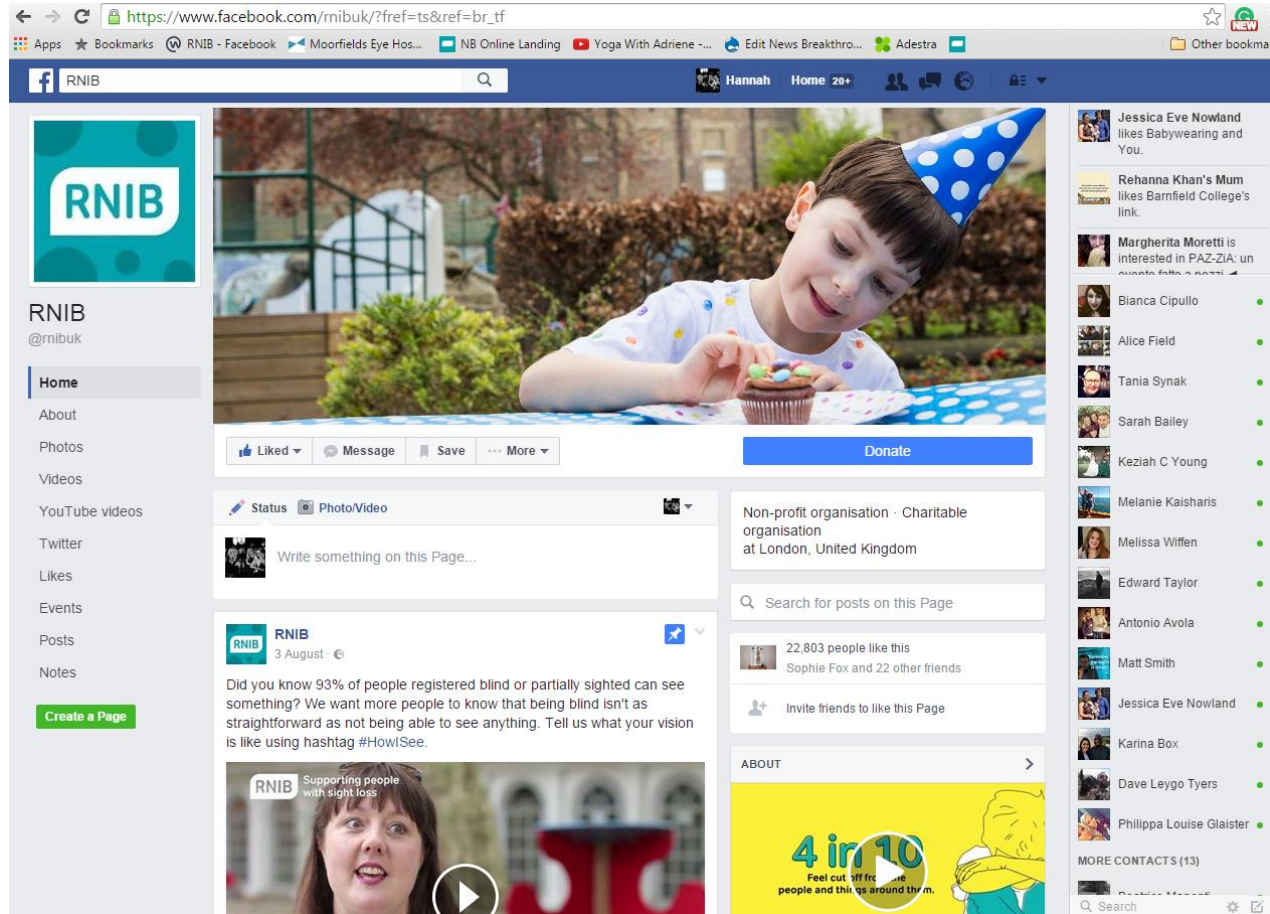 https://www.facebook.com/rnibuk/?fref=ts&ref=br_tf
NEW
Apps Bookmarks RNIB - Facebook Moorfields Eye Hos... NB Online Landing Yoga With Adriene -... Edit News Breakthro... Adestra Other bookma
RNIB
Hannah Home 20+
RNIB
RNIB
@rnibuk
Home
About
Photos
Videos
YouTube videos
Twitter
Likes
Events
Posts
Notes
Create a Page
Liked Message Save More
Donate
Status Photo/Video
Write something on this Page...
RNIB
RNIB
3 August
Did you know 93% of people registered blind or partially sighted can see
something? We want more people to know that being blind isn't as
straightforward as not being able to see anything. Tell us what your vision
is like using hashtag #HowISee.
RNIB
Supporting people
with sight loss
Non-profit organisation · Charitable
organisation
at London, United Kingdom
Search for posts on this Page
22,803 people like this
Sophie Fox and 22 other friends
Invite friends to like this Page
ABOUT
4 in 10
Feel cut off from the
people and things around them.
Jessica Eve Nowland
likes Babywearing and
You.
Rehanna Khan's Mum
likes Barnfield College's
link.
Margherita Moretti is
interested in PAZ-ZiA: un
evento fatto a pezzi
Bianca Cipullo
Alice Field
Tania Synak
Sarah Bailey
Keziah C Young
Melanie Kaisharis
Melissa Wiffen
Edward Taylor
Antonio Avola
Matt Smith
Jessica Eve Nowland
Karina Box
Dave Leygo Tyers
Philippa Louise Glaister
MORE CONTACTS (13)
Search